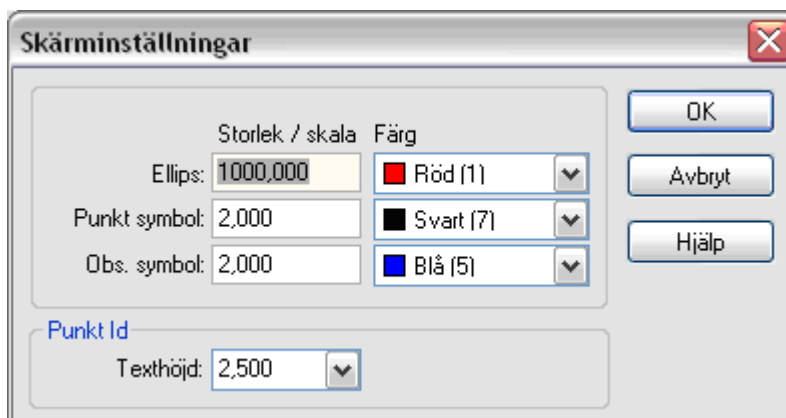 Skärminställningar
Storlek / skala Färg
Ellips: 1000,000 Röd (1)
Punkt symbol: 2,000 Svart (7)
Obs. symbol: 2,000 Blå (5)
OK
Avbryt
Hjälp
Punkt Id
Texthöjd: 2,500